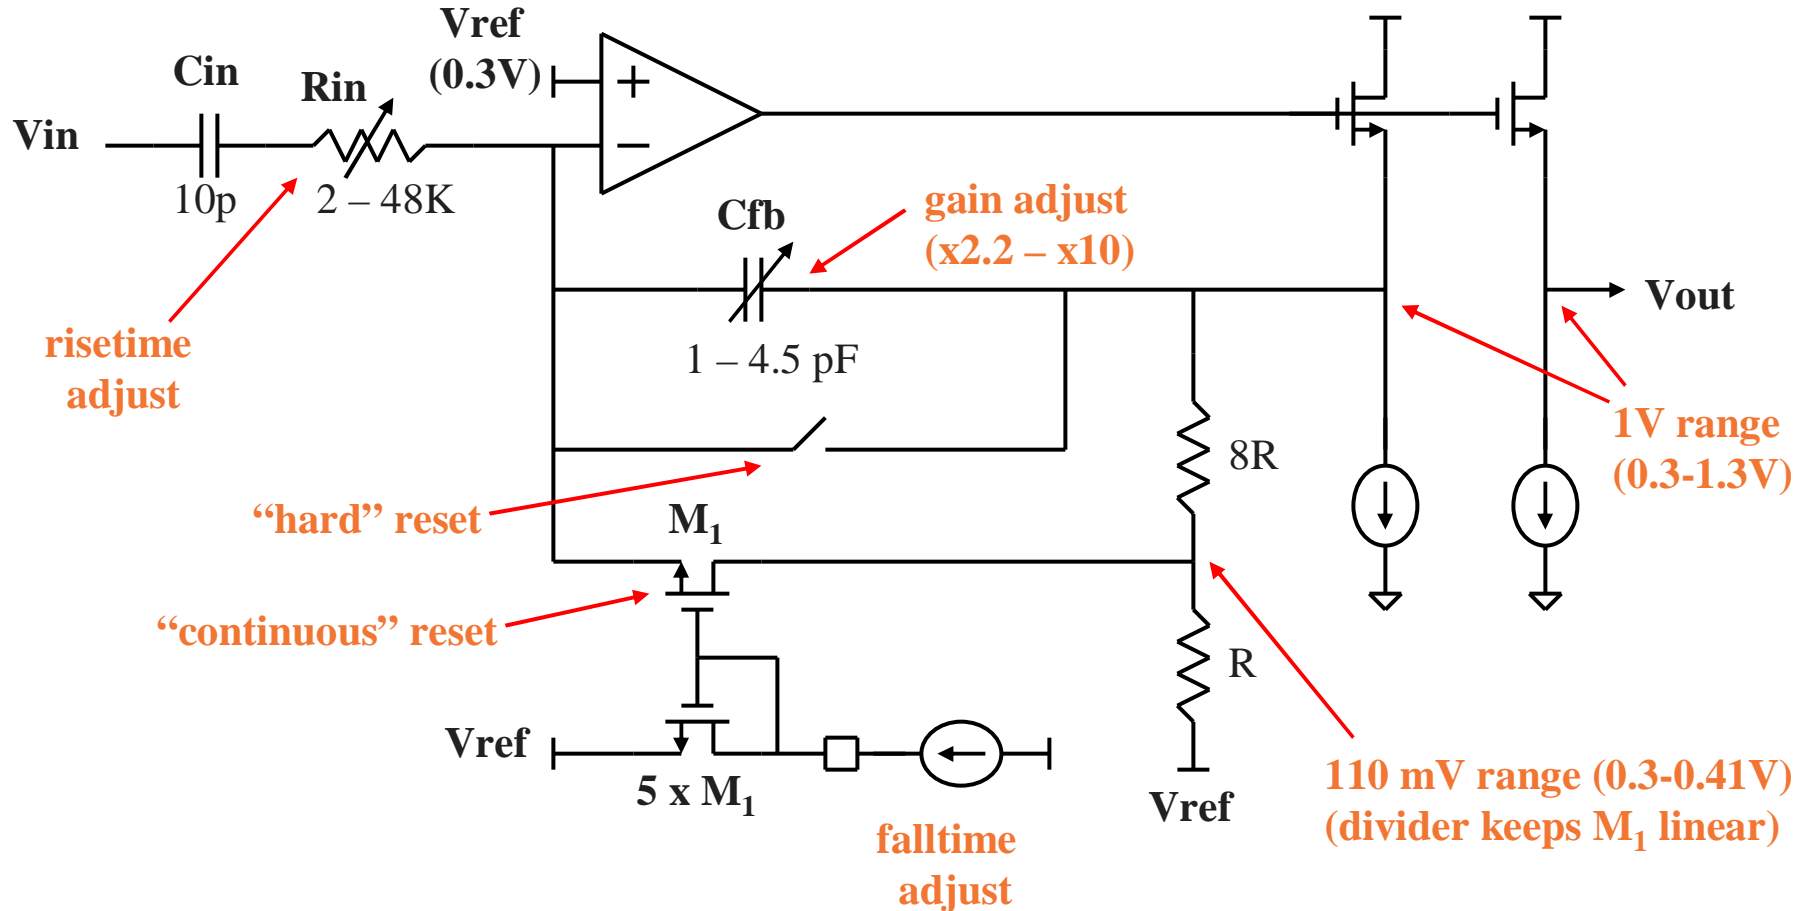 Vref
(0.3V)
Cin
Rin
Vin
10p
2 – 48K
+
−
Cfb
gain adjust
(x2.2 – x10)
Vout
risetime
adjust
1 – 4.5 pF
1V range
(0.3-1.3V)
8R
“hard” reset
M1
“continuous” reset
R
Vref
5 x M1
Vref
110 mV range (0.3-0.41V)
(divider keeps M1 linear)
falltime
adjust